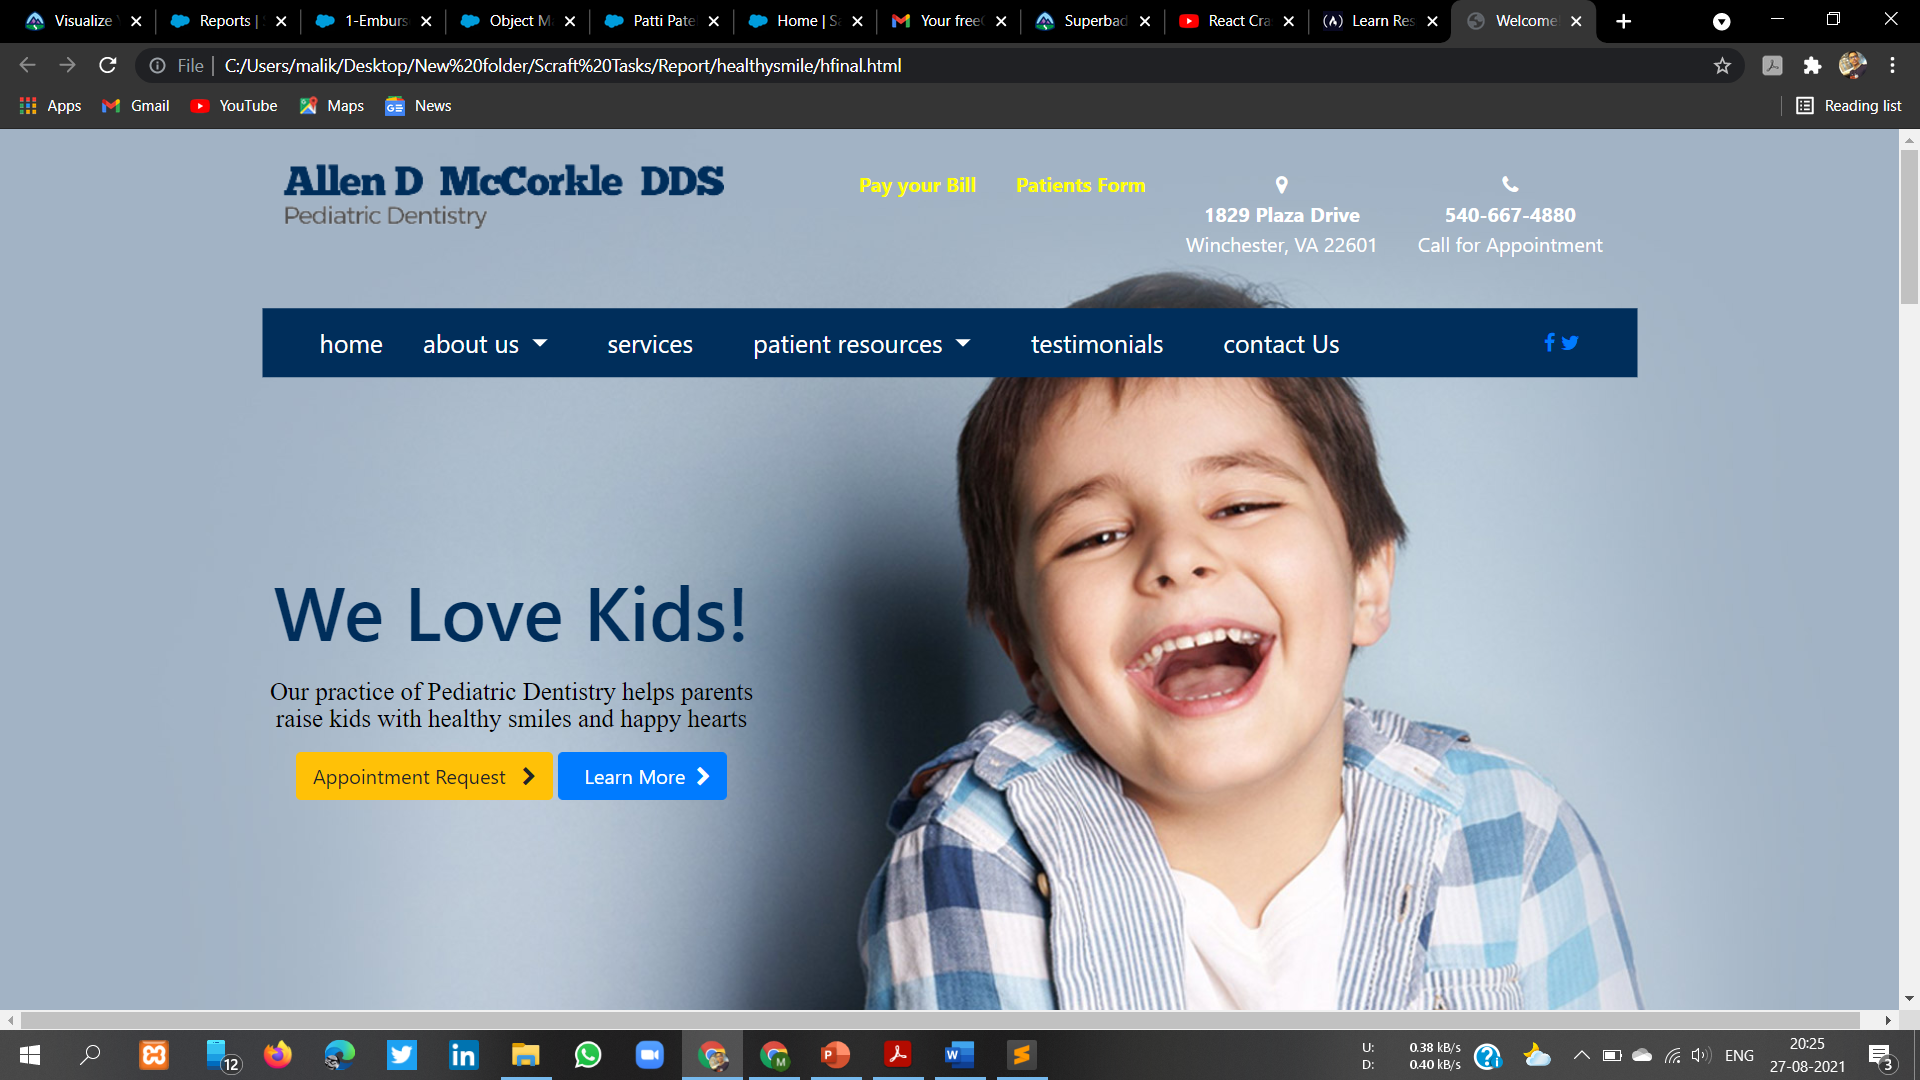 Visualize
Reports |
1-Emburs
Object M
Patti Pate
Home | S
Your free
Superbad
React Cra
Learn Res
Welcome
File | C:/Users/malik/Desktop/New%20folder/Scraft%20Tasks/Report/healthysmile/hfinal.html
Apps
Gmail
YouTube
Maps
News
Reading list
Allen D McCorkle DDS
Pediatric Dentistry
Pay your Bill
Patients Form
1829 Plaza Drive
Winchester, VA 22601
540-667-4880
Call for Appointment
home
about us
services
patient resources
testimonials
contact Us
We Love Kids!
Our practice of Pediatric Dentistry helps parents
raise kids with healthy smiles and happy hearts
Appointment Request
Learn More
12
U: 0.38 kB/s
D: 0.40 kB/s
ENG
20:25
27-08-2021
3